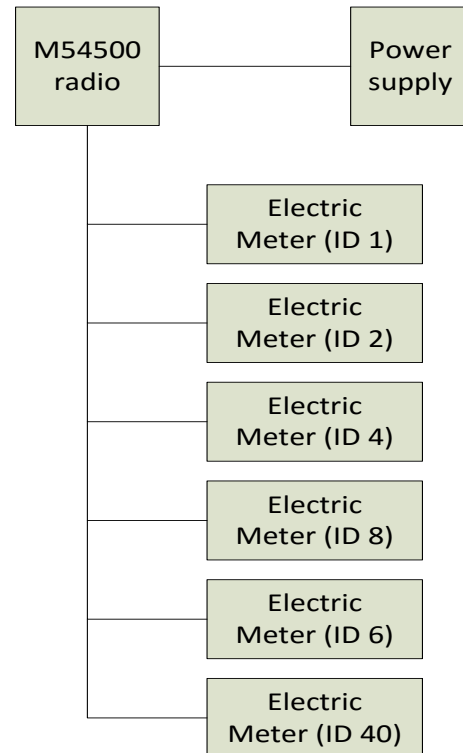 M54500
radio
Power
supply
Electric
Meter (ID 1)
Electric
Meter (ID 2)
Electric
Meter (ID 4)
Electric
Meter (ID 8)
Electric
Meter (ID 6)
Electric
Meter (ID 40)